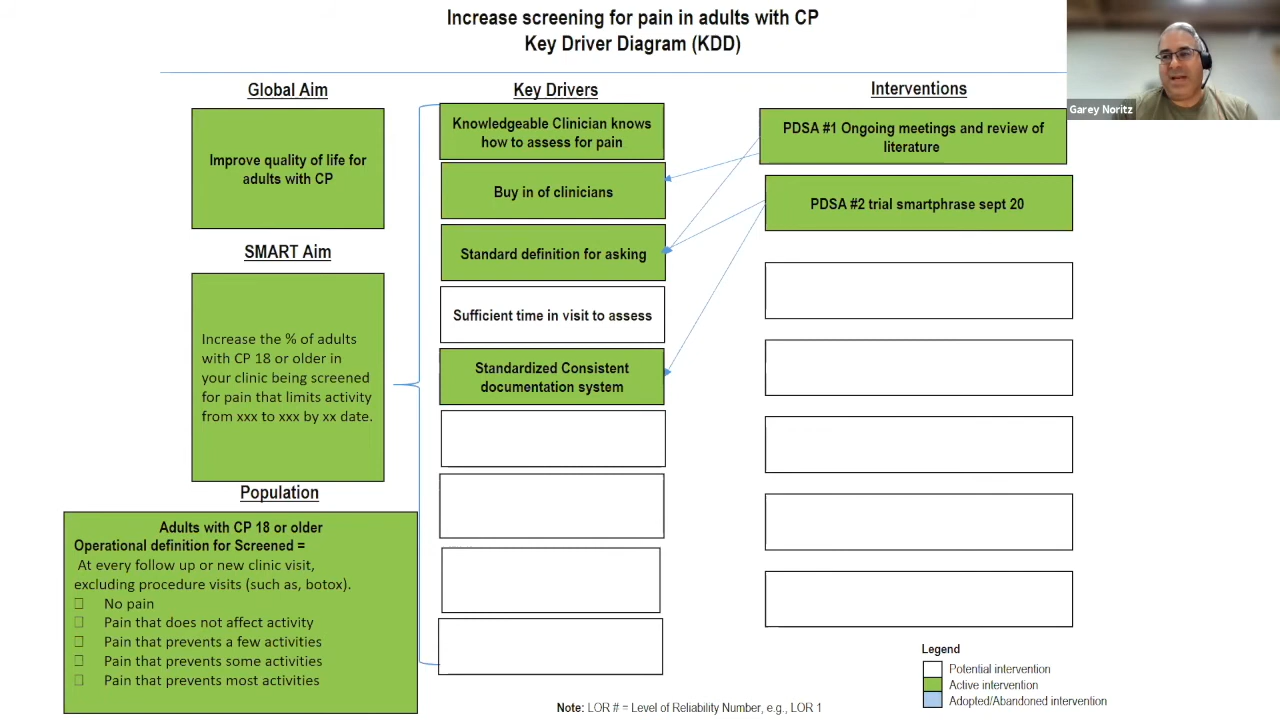 Increase screening for pain in adults with CP
Key Driver Diagram (KDD)
Garey Noritz
Global Aim
Improve quality of life for
adults with CP
SMART Aim
Increase the % of adults
with CP 18 or older in
your clinic being screened
for pain that limits activity
from xxx to xxx by xx date.
Population
Adults with CP 18 or older
Operational definition for Screened =
At every follow up or new clinic visit,
excluding procedure visits (such as, botox).
No pain
Pain that does not affect activity
Pain that prevents a few activities
Pain that prevents some activities
Pain that prevents most activities
Key Drivers
Knowledgeable Clinician knows
how to assess for pain
Buy in of clinicians
Standard definition for asking
Sufficient time in visit to assess
Standardized Consistent
documentation system
Interventions
PDSA #1 Ongoing meetings and review of
literature
PDSA #2 trial smartphrase sept 20
Legend
Potential intervention
Active intervention
Adopted/Abandoned intervention
Note: LOR # = Level of Reliability Number, e.g., LOR 1